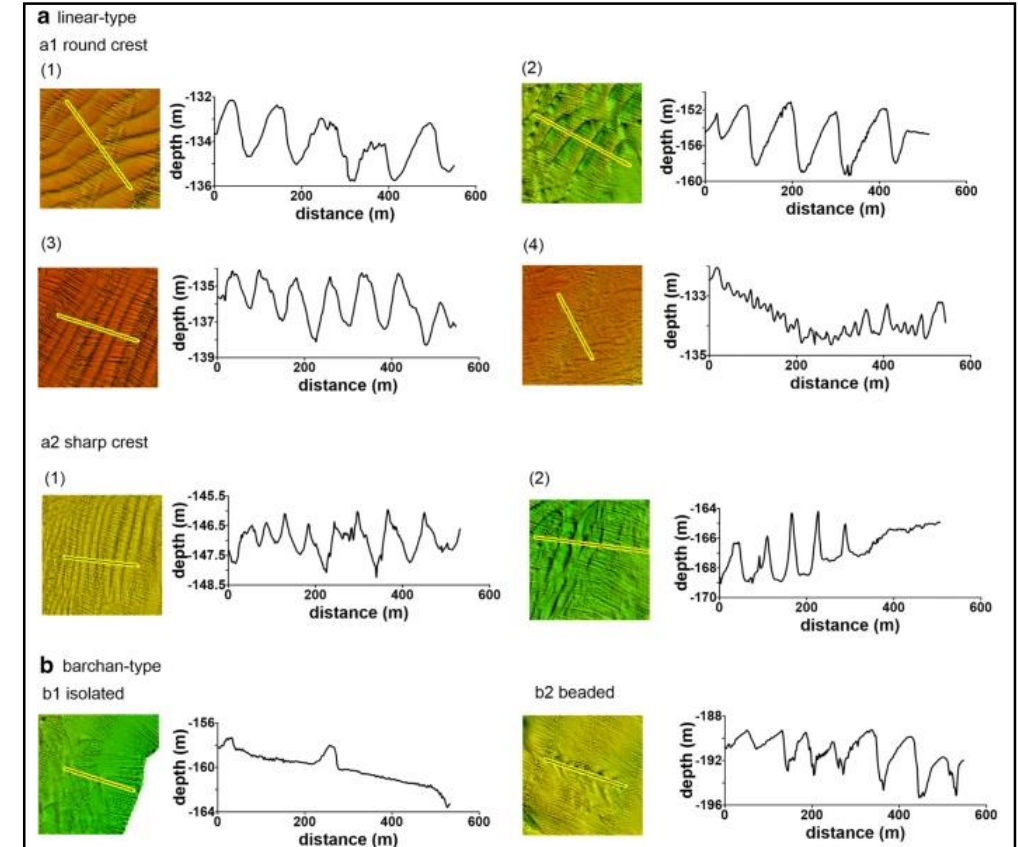 a linear-type
a1 round crest
(1)
depth (m)
-132
-134
-136
0
200
400
600
distance (m)
(2)
depth (m)
-152
-156
-160
0
200
400
600
distance (m)
(3)
depth (m)
-135
-137
-139
200
400
600
distance (m)
(4)
depth (m)
-133
-135
0
200
400
600
distance (m)
a2 sharp crest
(1)
depth (m)
-145.5
-146.5
-147.5
-148.5
0
200
400
600
distance (m)
(2)
depth (m)
-164
-166
-168
-170
0
200
400
600
distance (m)
b barchan-type
b1 isolated
depth (m)
-156
-160
-164
0
200
400
600
distance (m)
b2 beaded
depth (m)
-188
-192
-196
0
200
400
600
distance (m)